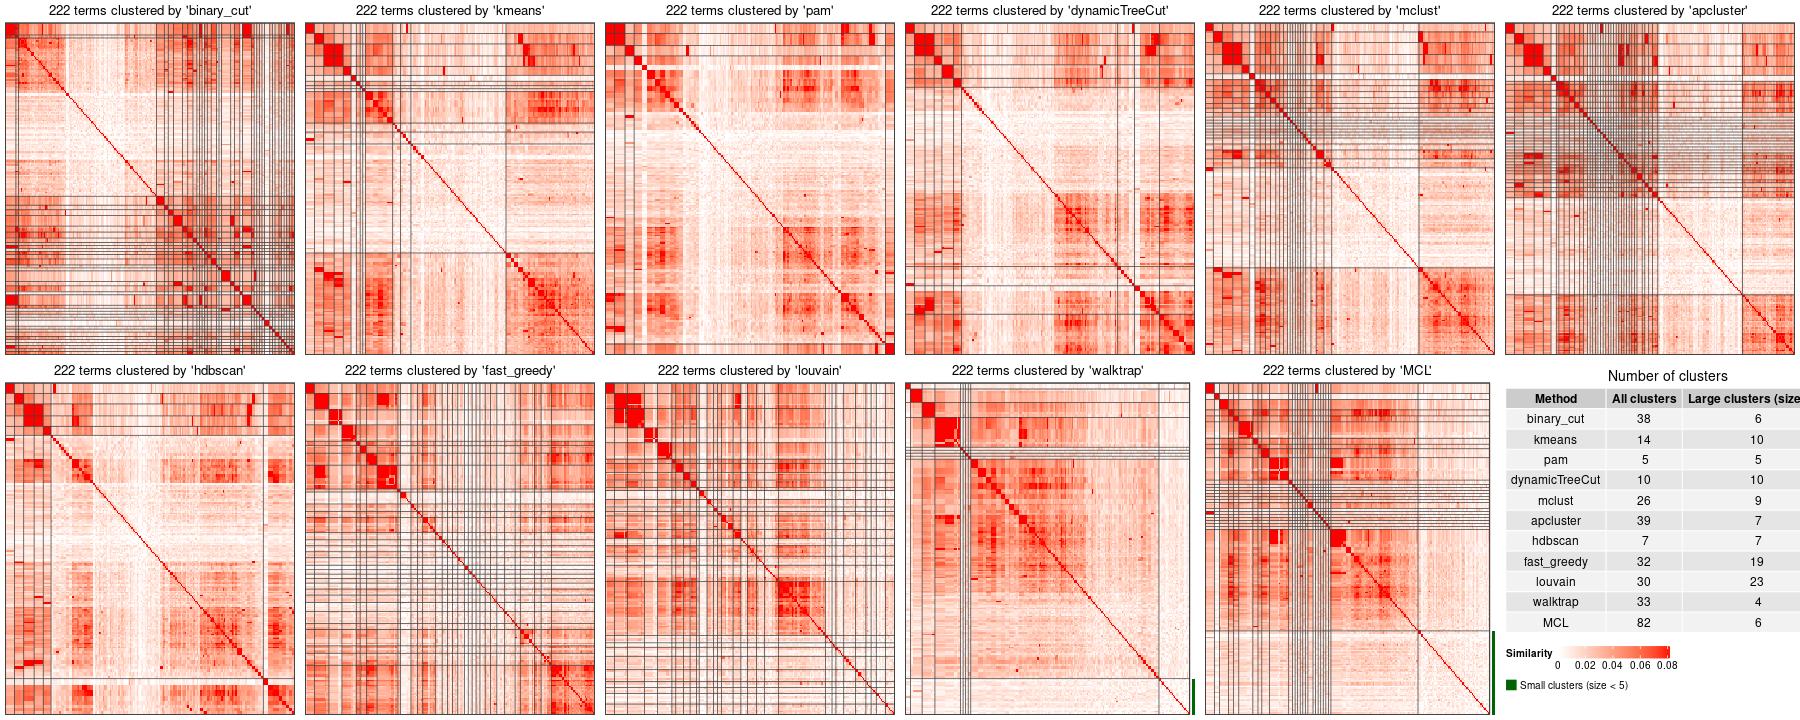 222 terms clustered by 'binary_cut'
222 terms clustered by 'kmeans'
222 terms clustered by 'pam'
222 terms clustered by 'dynamicTreeCut'
222 terms clustered by 'mclust'
222 terms clustered by 'apcluster'
222 terms clustered by 'hdbscan'
222 terms clustered by 'fast_greedy'
222 terms clustered by 'louvain'
222 terms clustered by 'walktrap'
222 terms clustered by 'MCL'
Number of clusters
Method All clusters Large clusters (size
binary_cut 38 6
kmeans 14 10
pam 5 5
dynamicTreeCut 10 10
mclust 26 9
apcluster 39 7
hdbscan 7 7
fast_greedy 32 19
louvain 30 23
walktrap 33 4
MCL 82 6
Similarity
0 0.02 0.04 0.06 0.08
Small clusters (size < 5)